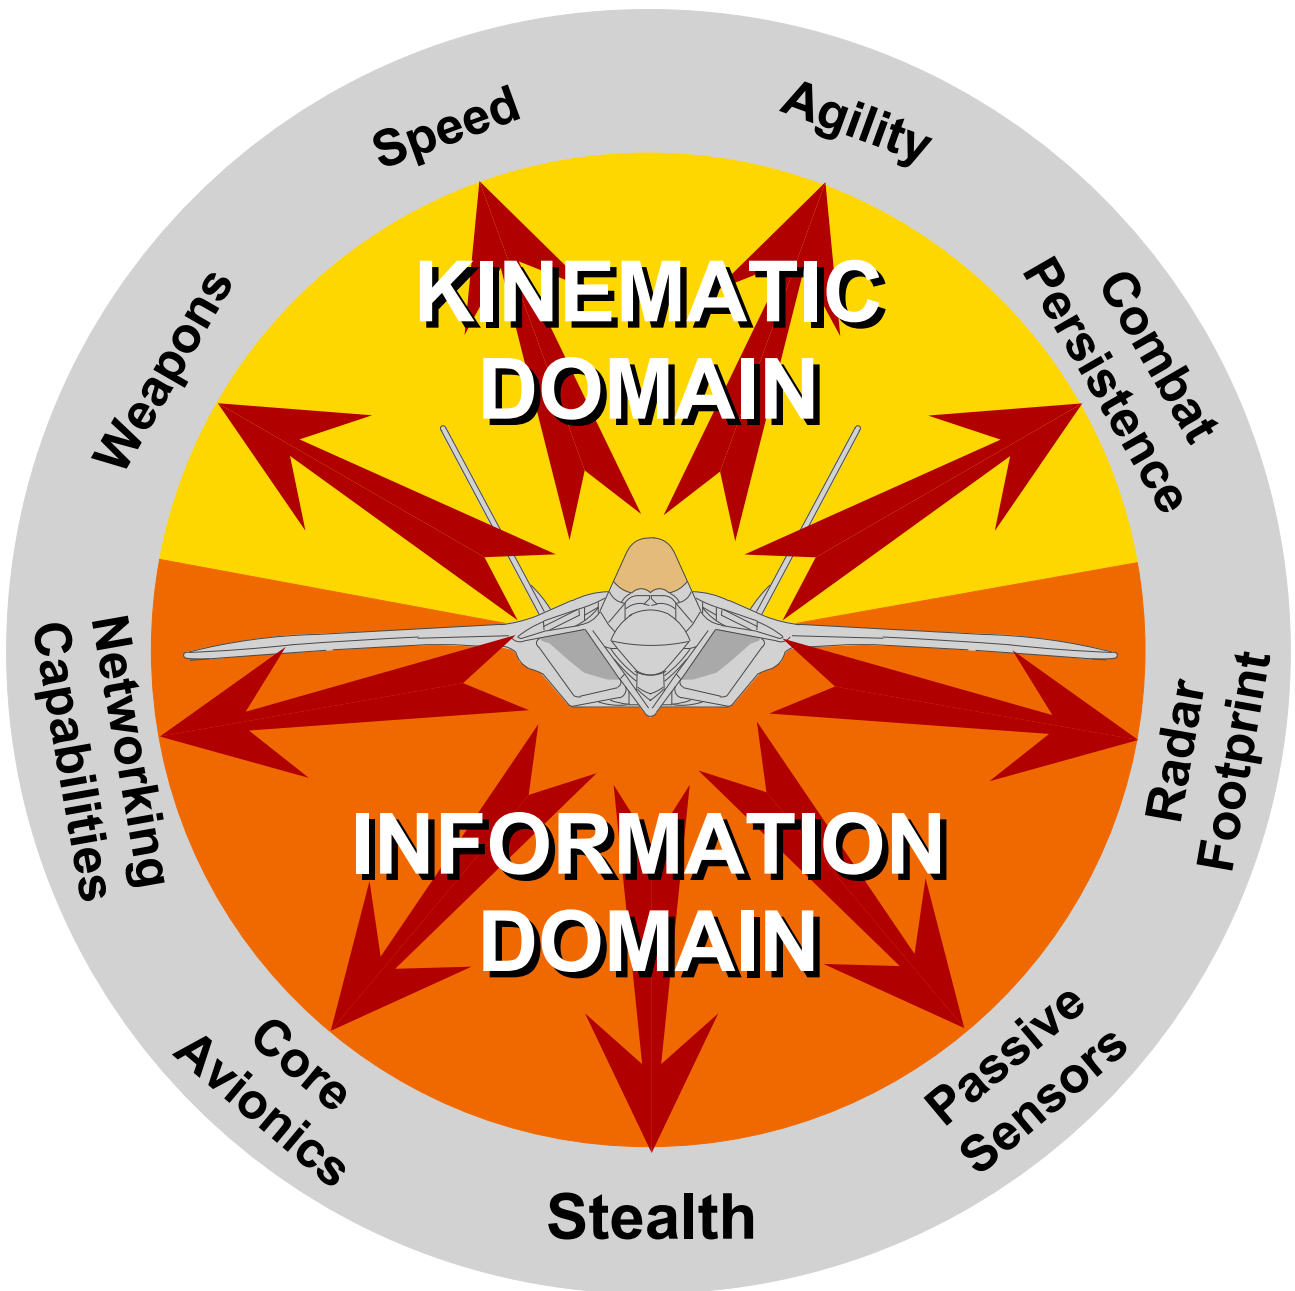 Speed
Agility
Weapons
Combat
Persistence
KINEMATIC
DOMAIN
Networking
Capabilities
Radar
Footprint
INFORMATION
DOMAIN
Core
Avionics
Passive
Sensors
Stealth